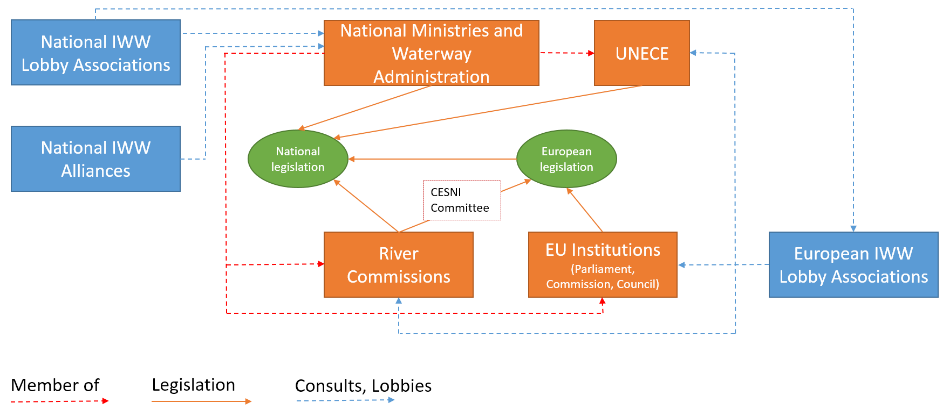 National IWW
Lobby Associations
National Ministries and
Waterway
Administration
UNECE
National IWW
Alliances
National
legislation
European
legislation
CESNI
Committee
River
Commissions
EU Institutions
(Parliament,
Commission, Council)
European IWW
Lobby Associations
Member of
Legislation
Consults, Lobbies